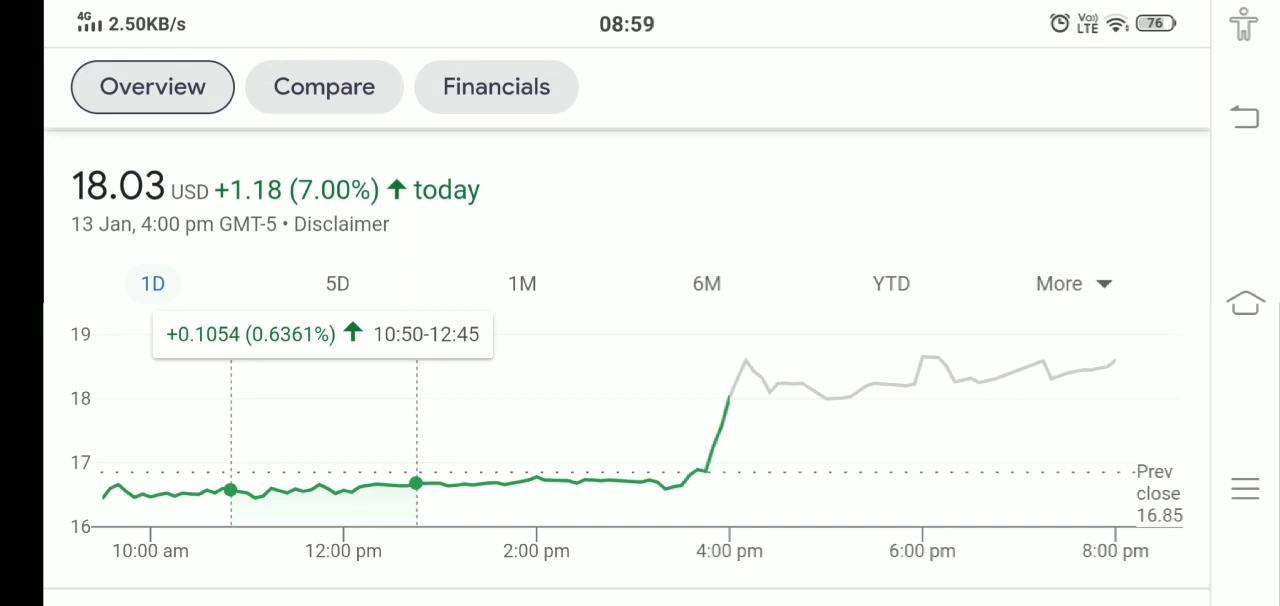 4G 2.50KB/s 08:59 Vo)) LTE 76
Overview Compare Financials
18.03 USD +1.18 (7.00%) ↑ today
13 Jan, 4:00 pm GMT-5 • Disclaimer
1D 5D 1M 6M YTD More
+0.1054 (0.6361%) ↑ 10:50-12:45
19
18
17
Prev
close
16.85
16
10:00 am 12:00 pm 2:00 pm 4:00 pm 6:00 pm 8:00 pm